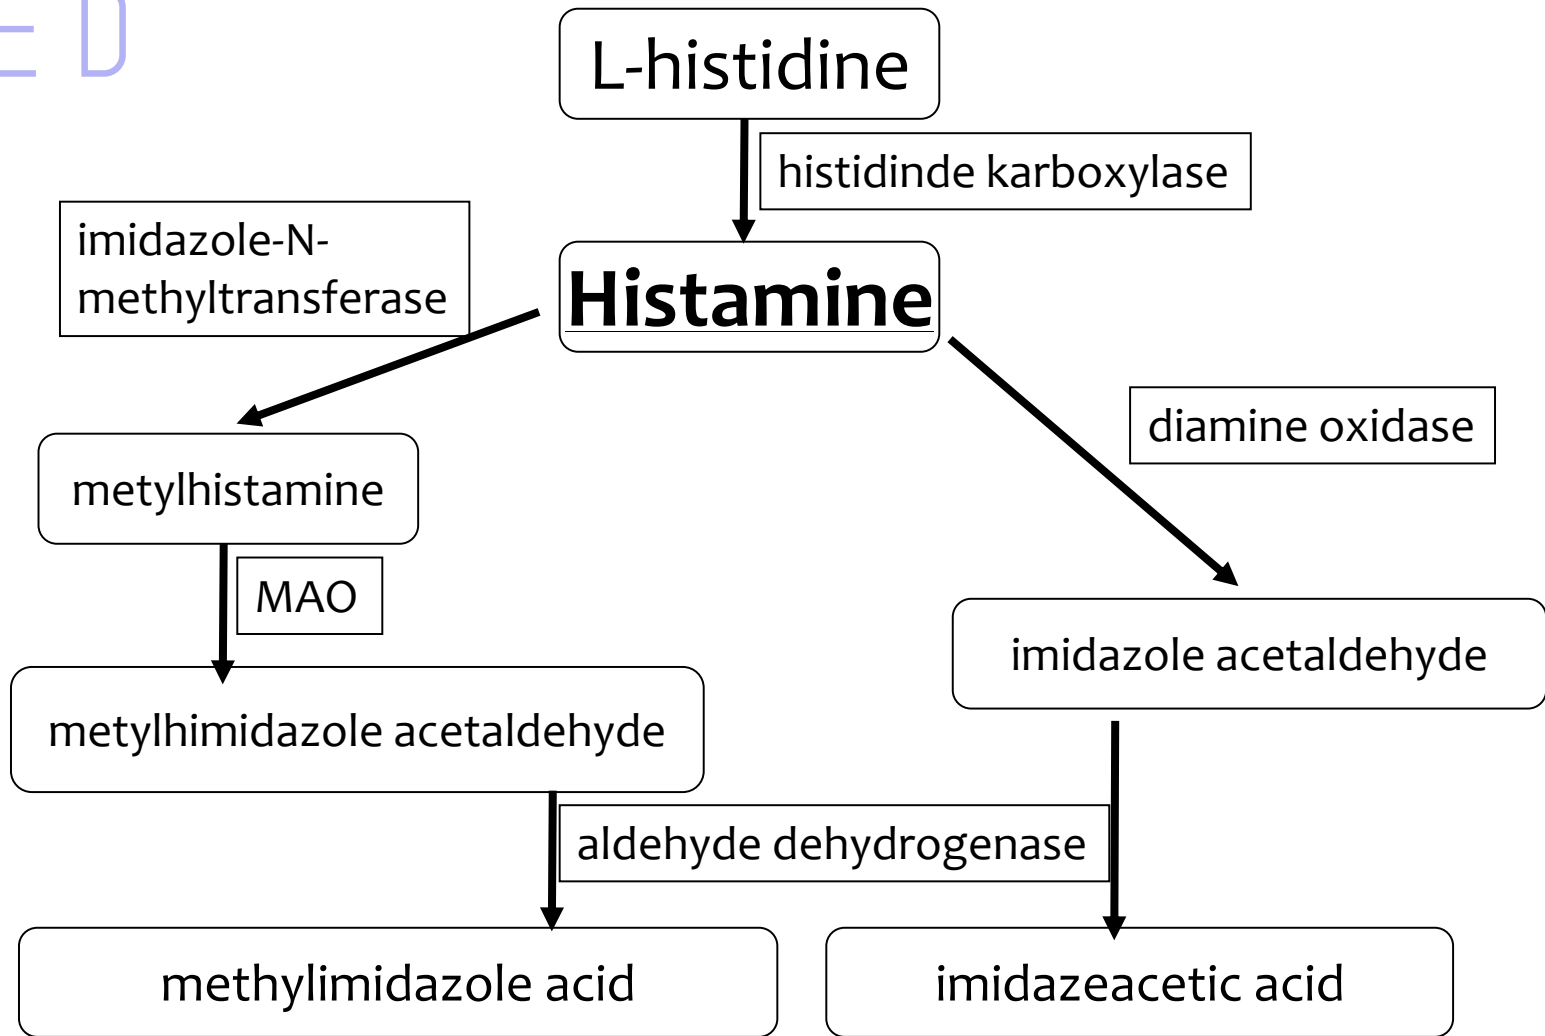 E D
L-histidine
histidinde karboxylase
imidazole-N-
methyltransferase
Histamine
diamine oxidase
metylhistamine
MAO
imidazole acetaldehyde
metylhimidazole acetaldehyde
aldehyde dehydrogenase
methylimidazole acid
imidazeacetic acid